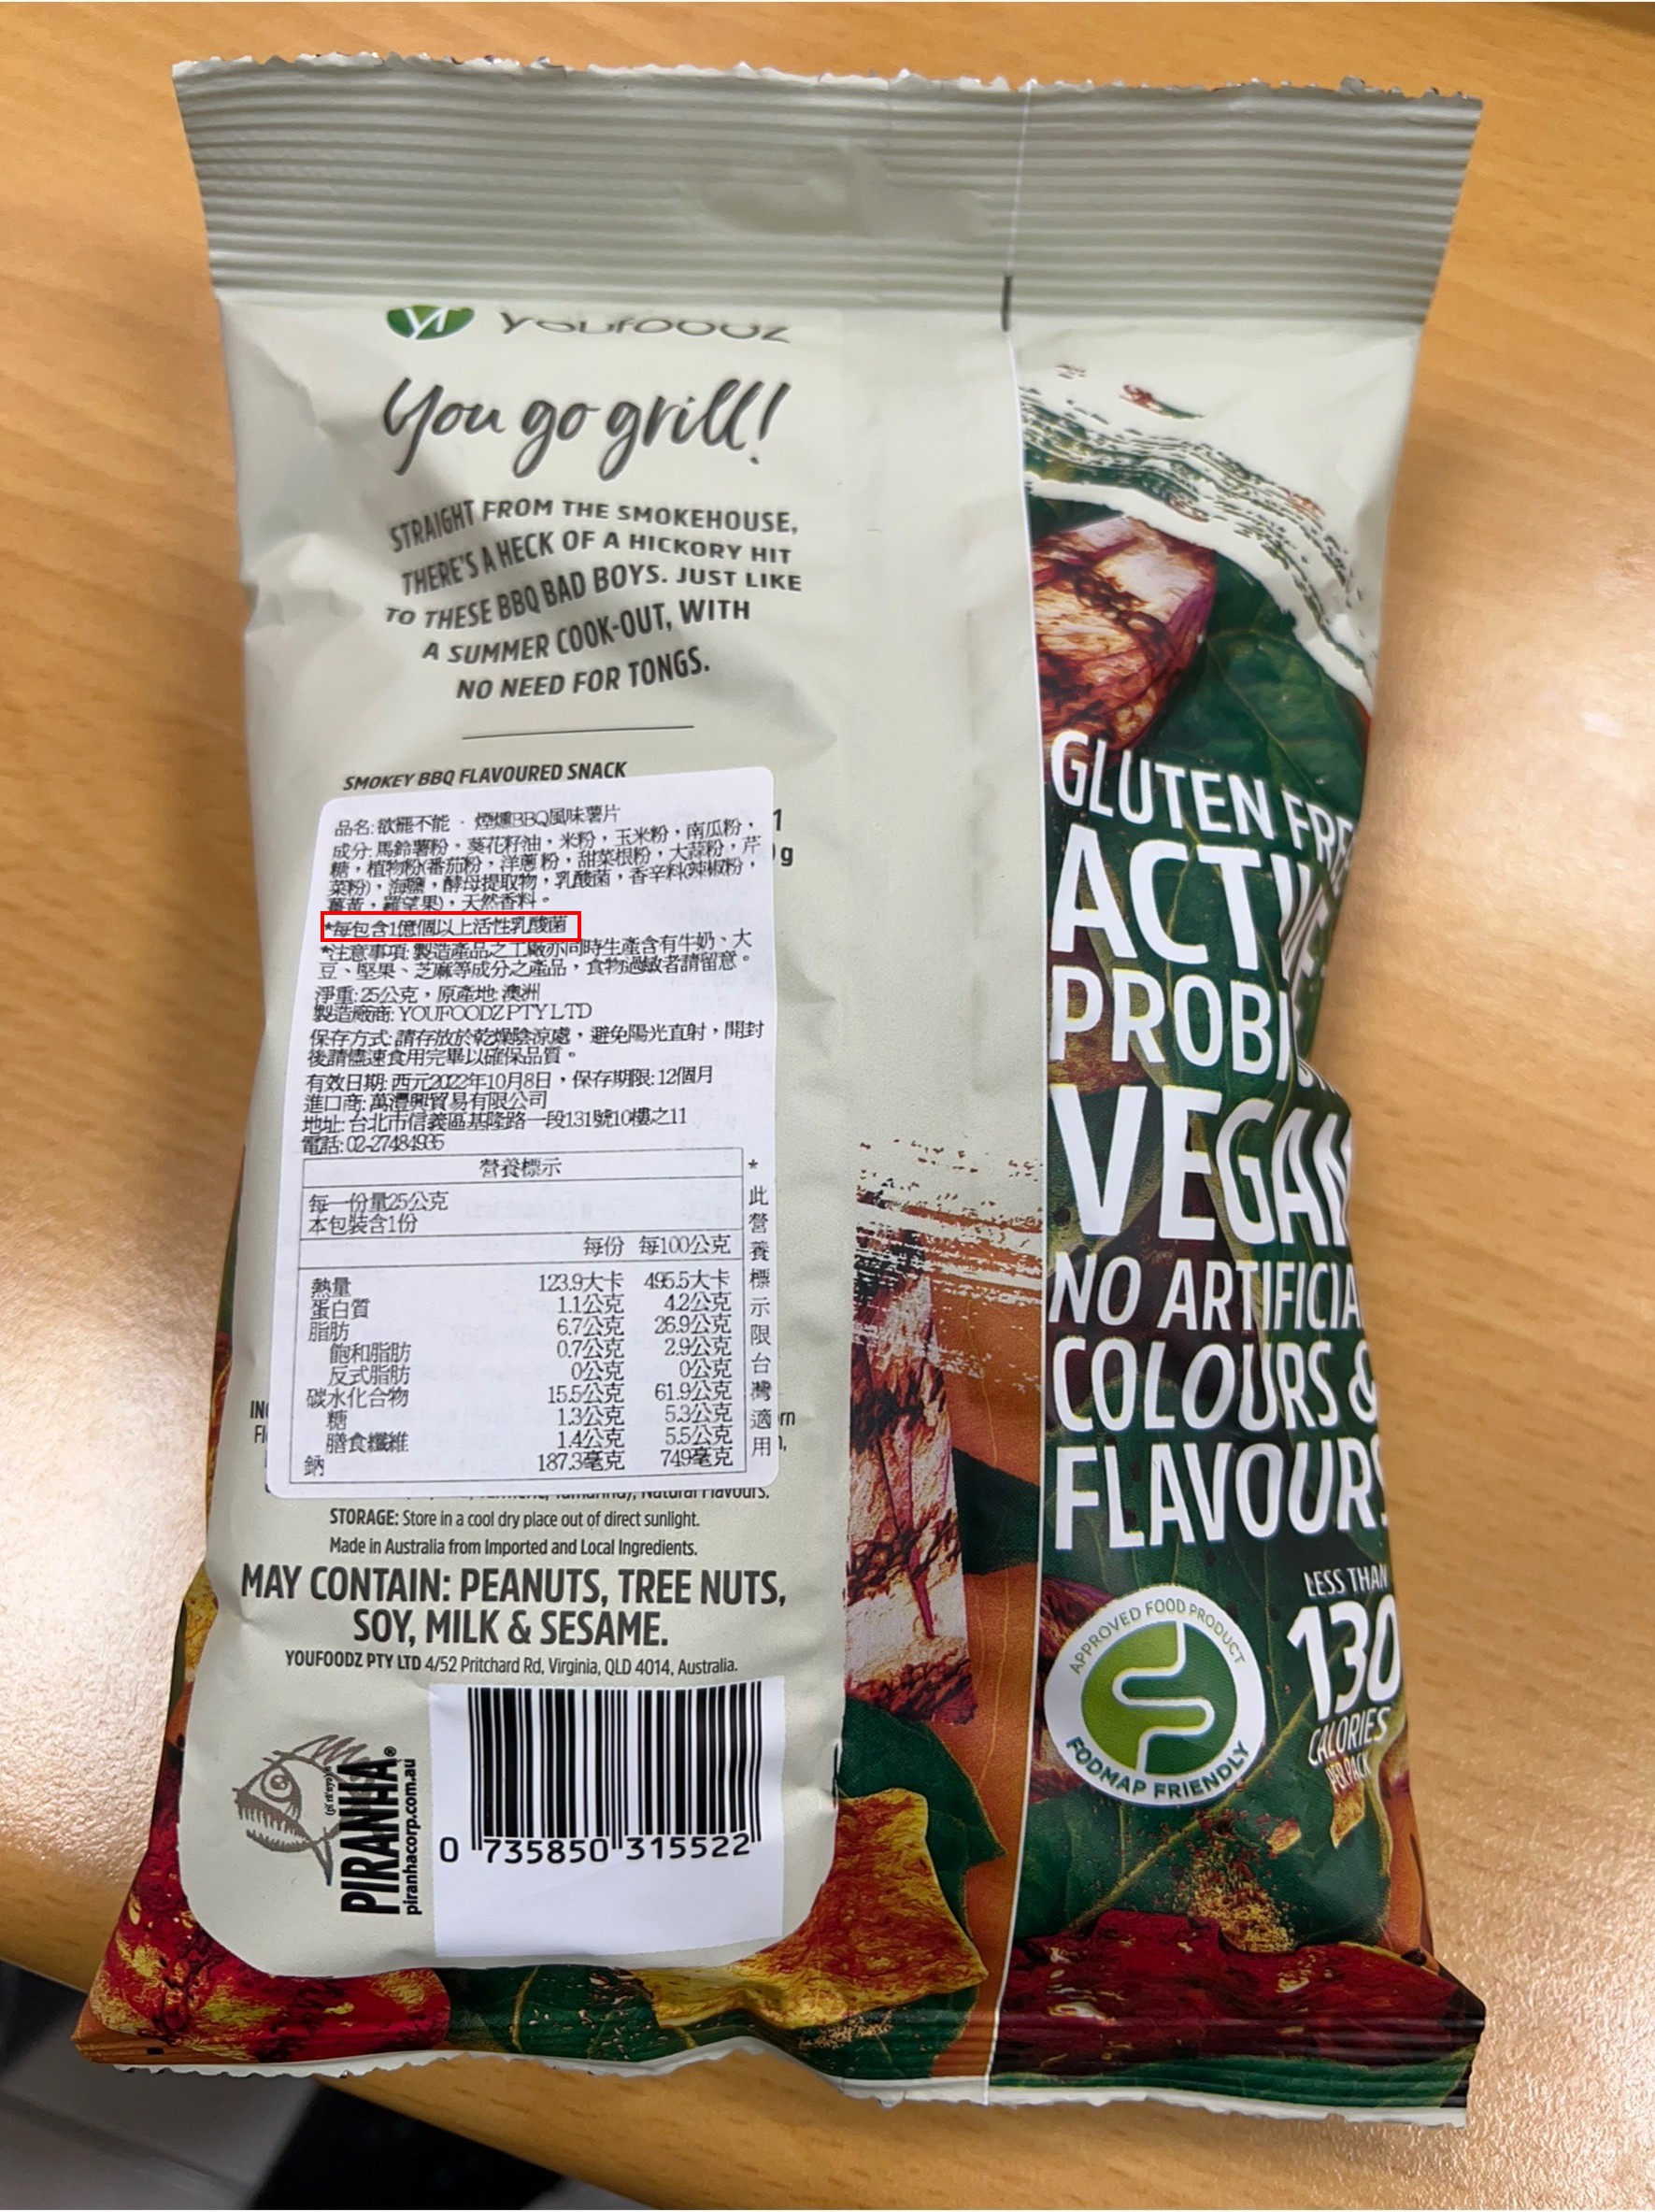 youfoodz
You go grill!
STRAIGHT FROM THE SMOKEHOUSE,
THERE'S A HECK OF A HICKORY HIT
TO THESE BBQ BAD BOYS. JUST LIKE
A SUMMER COOK-OUT, WITH
NO NEED FOR TONGS.
SMOKEY BBQ FLAVOURED SNACK
品名:欲罷不能‧煙燻BBQ風味薯片
成分:馬鈴薯粉，葵花籽油，米粉，玉米粉，南瓜粉，
糖，植物粉(番茄粉，洋蔥粉，甜菜根粉，大蒜粉，芹
菜粉)，海鹽，酵母提取物，乳酸菌，香辛料(辣椒粉，
薑黃，羅望果)，天然香料。
*每包含1億個以上活性乳酸菌
*注意事項:製造產品之工廠亦同時生產含有牛奶、大
豆、堅果、芝麻等成分之產品，食物過敏者請留意。
淨重:25公克，原產地:澳洲
製造廠商:YOUFOODZ PTY LTD
保存方式:請存放於乾燥陰涼處，避免陽光直射，開封
後請儘速食用完畢以確保品質。
有效日期:西元2022年10月8日，保存期限:12個月
進口商:萬灃興貿易有限公司
地址:台北市信義區基隆路一段131號10樓之11
電話:02-27484935
營養標示
每一份量25公克
本包裝含1份
每份 每100公克
熱量 123.9大卡 495.5大卡
蛋白質 1.1公克 4.2公克
脂肪 6.7公克 26.9公克
飽和脂肪 0.7公克 2.9公克
反式脂肪 0公克 0公克
碳水化合物 15.5公克 61.9公克
糖 1.3公克 5.3公克
膳食纖維 1.4公克 5.5公克
鈉 187.3毫克 749毫克
*此營養標示限台灣適用
Natural Flavours.
STORAGE: Store in a cool dry place out of direct sunlight.
Made in Australia from Imported and Local Ingredients.
MAY CONTAIN: PEANUTS, TREE NUTS,
SOY, MILK & SESAME.
YOUFOODZ PTY LTD 4/52 Pritchard Rd, Virginia, QLD 4014, Australia.
PIRANHA®
piranhacorp.com.au
0 735850 315522
GLUTEN FREE
ACTIVE
PROBI
VEGAN
NO ARTIFICIA
COLOURS &
FLAVOURS
APPROVED FOOD PRODUCT
FODMAP FRIENDLY
LESS THAN
130
CALORIES
PER PACK